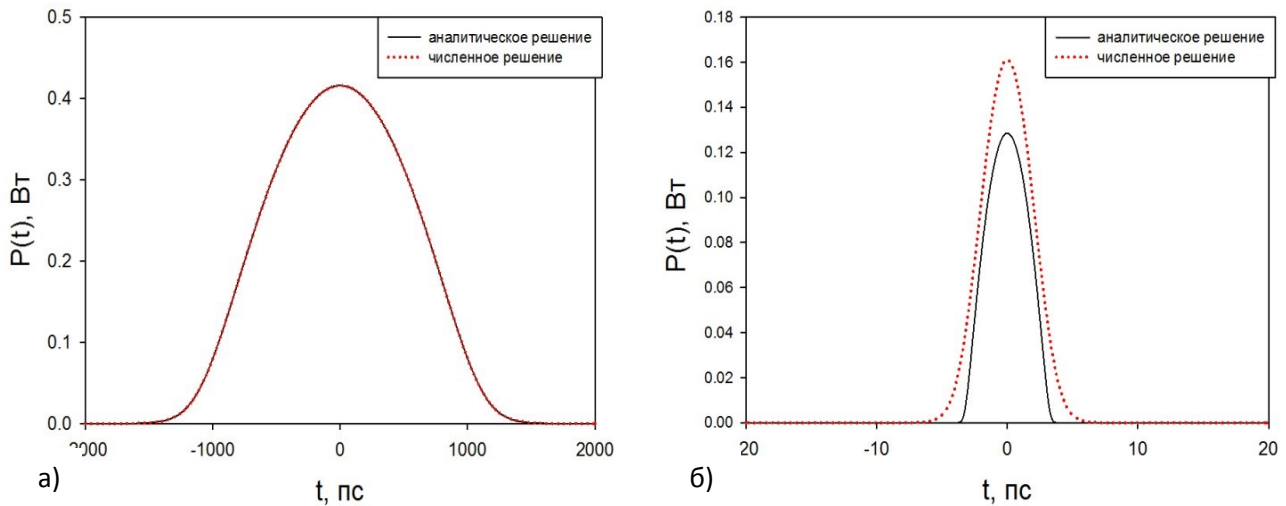 0.5
0.4
0.3
0.2
0.1
0.0
P(t), Вт
аналитическое решение
численное решение
-1000
0
1000
2000
t, пс
а)
0.18
0.16
0.14
0.12
0.10
0.08
0.06
0.04
0.02
0.00
P(t), Вт
аналитическое решение
численное решение
20
-10
0
10
20
t, пс
б)